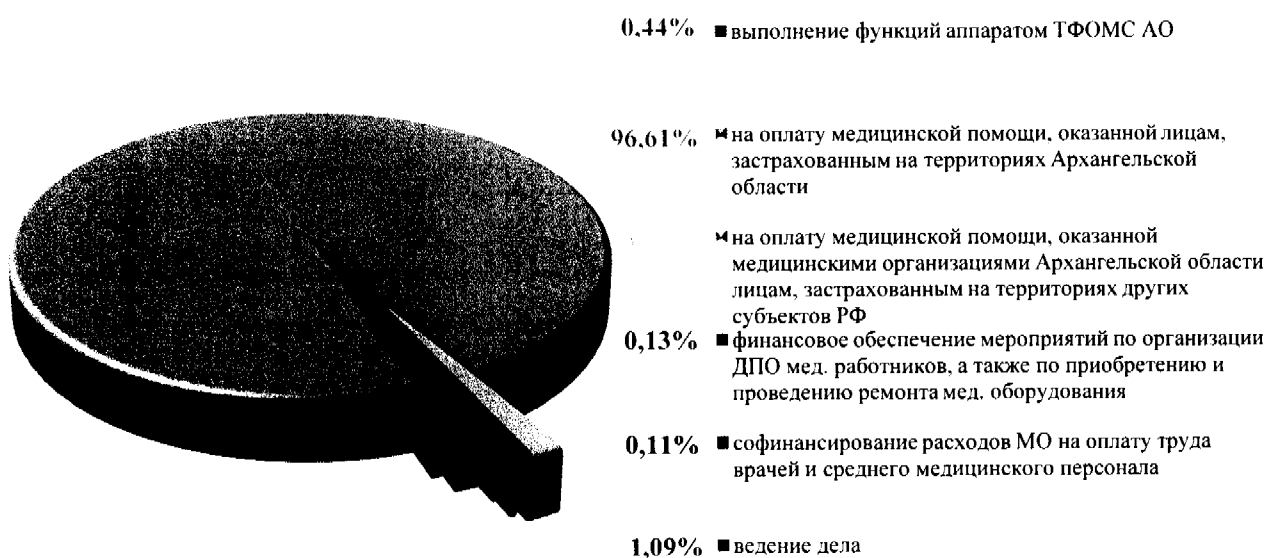 0,44% выполнение функций аппаратом ТФОМС АО
96,61% на оплату медицинской помощи, оказанной лицам,
застрахованным на территориях Архангельской
области
на оплату медицинской помощи, оказанной
медицинскими организациями Архангельской области
лицам, застрахованным на территориях других
субъектов РФ
0,13% финансовое обеспечение мероприятий по организации
ДПО мед. работников, а также по приобретению и
проведению ремонта мед. оборудования
0,11% софинансирование расходов МО на оплату труда
врачей и среднего медицинского персонала
1,09% ведение дела